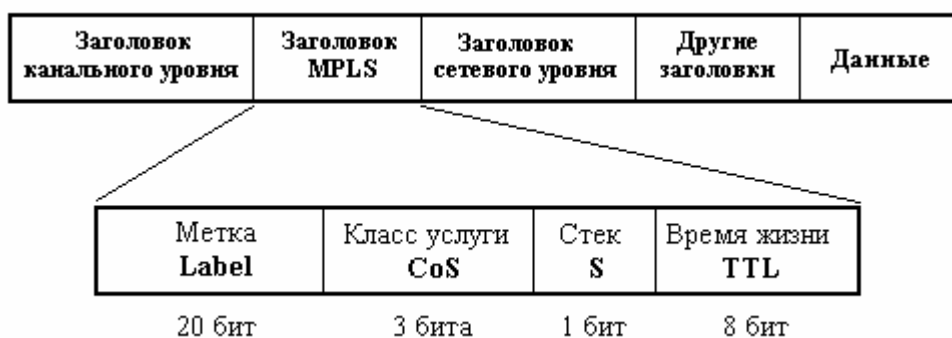 Заголовок Заголовок Заголовок Другие Данные
канального уровня MPLS сетевого уровня заголовки
Метка Класс услуги Стек Время жизни
Label CoS S TTL
20 бит 3 бита 1 бит 8 бит